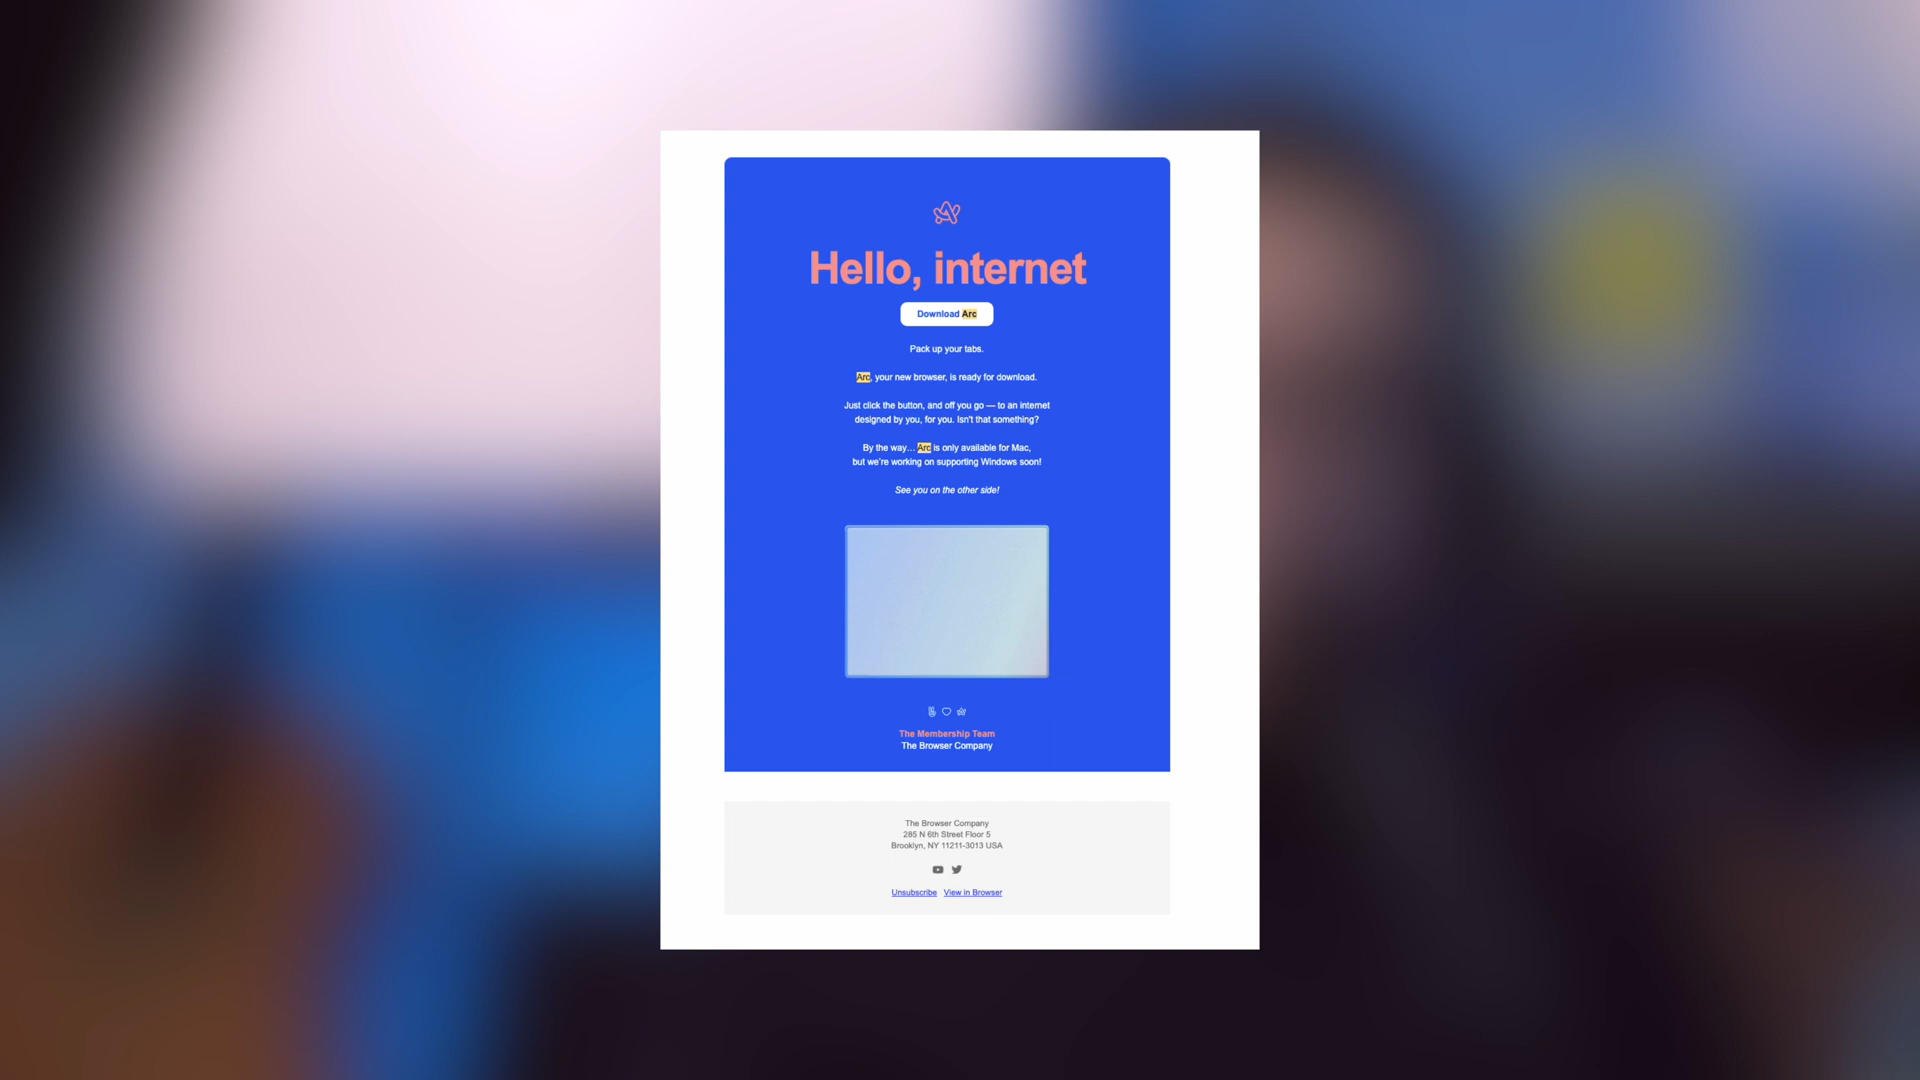 Hello, internet
Download Arc
Pack up your tabs.
Arc, your new browser, is ready for download.
Just click the button, and off you go — to an internet
designed by you, for you. Isn't that something?
By the way… Arc is only available for Mac,
but we're working on supporting Windows soon!
See you on the other side!
The Membership Team
The Browser Company
The Browser Company
285 N 6th Street Floor 5
Brooklyn, NY 11211-3013 USA
Unsubscribe View in Browser